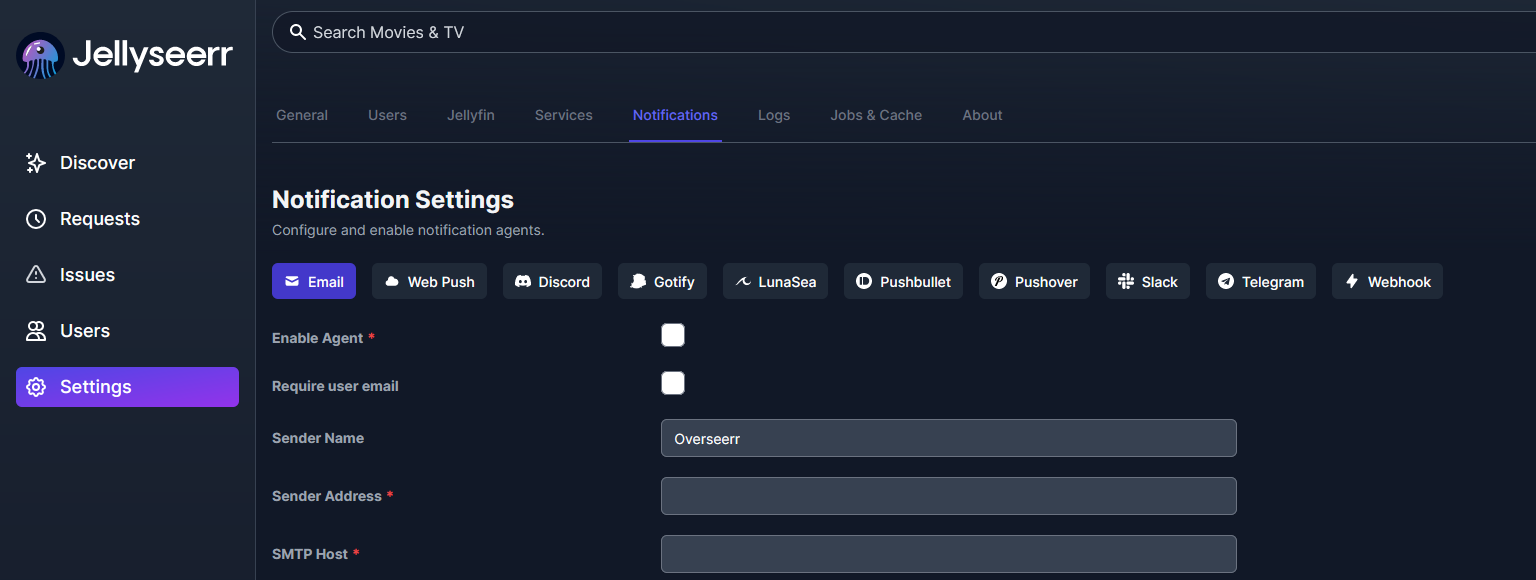 Jellyseerr
Discover
Requests
Issues
Users
Settings
Search Movies & TV
General Users Jellyfin Services Notifications Logs Jobs & Cache About
Notification Settings
Configure and enable notification agents.
Email Web Push Discord Gotify LunaSea Pushbullet Pushover Slack Telegram Webhook
Enable Agent *
Require user email
Sender Name Overseerr
Sender Address *
SMTP Host *